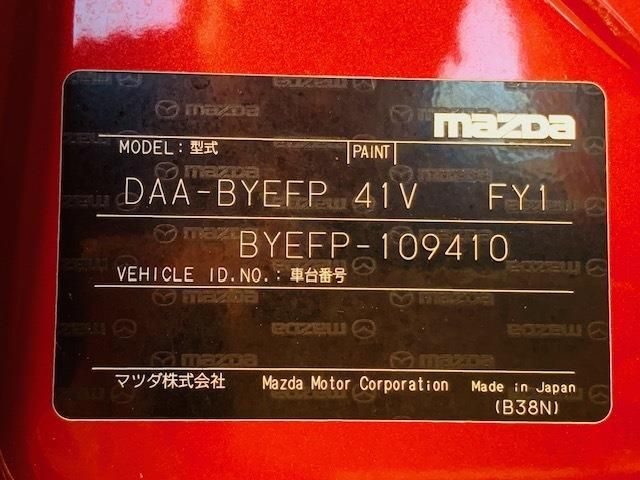 mazda
MODEL: 型式 PAINT
DAA-BYEFP 41V FY1
BYEFP-109410
VEHICLE ID.NO.: 車台番号
マツダ株式会社 Mazda Motor Corporation Made in Japan
(B38N)